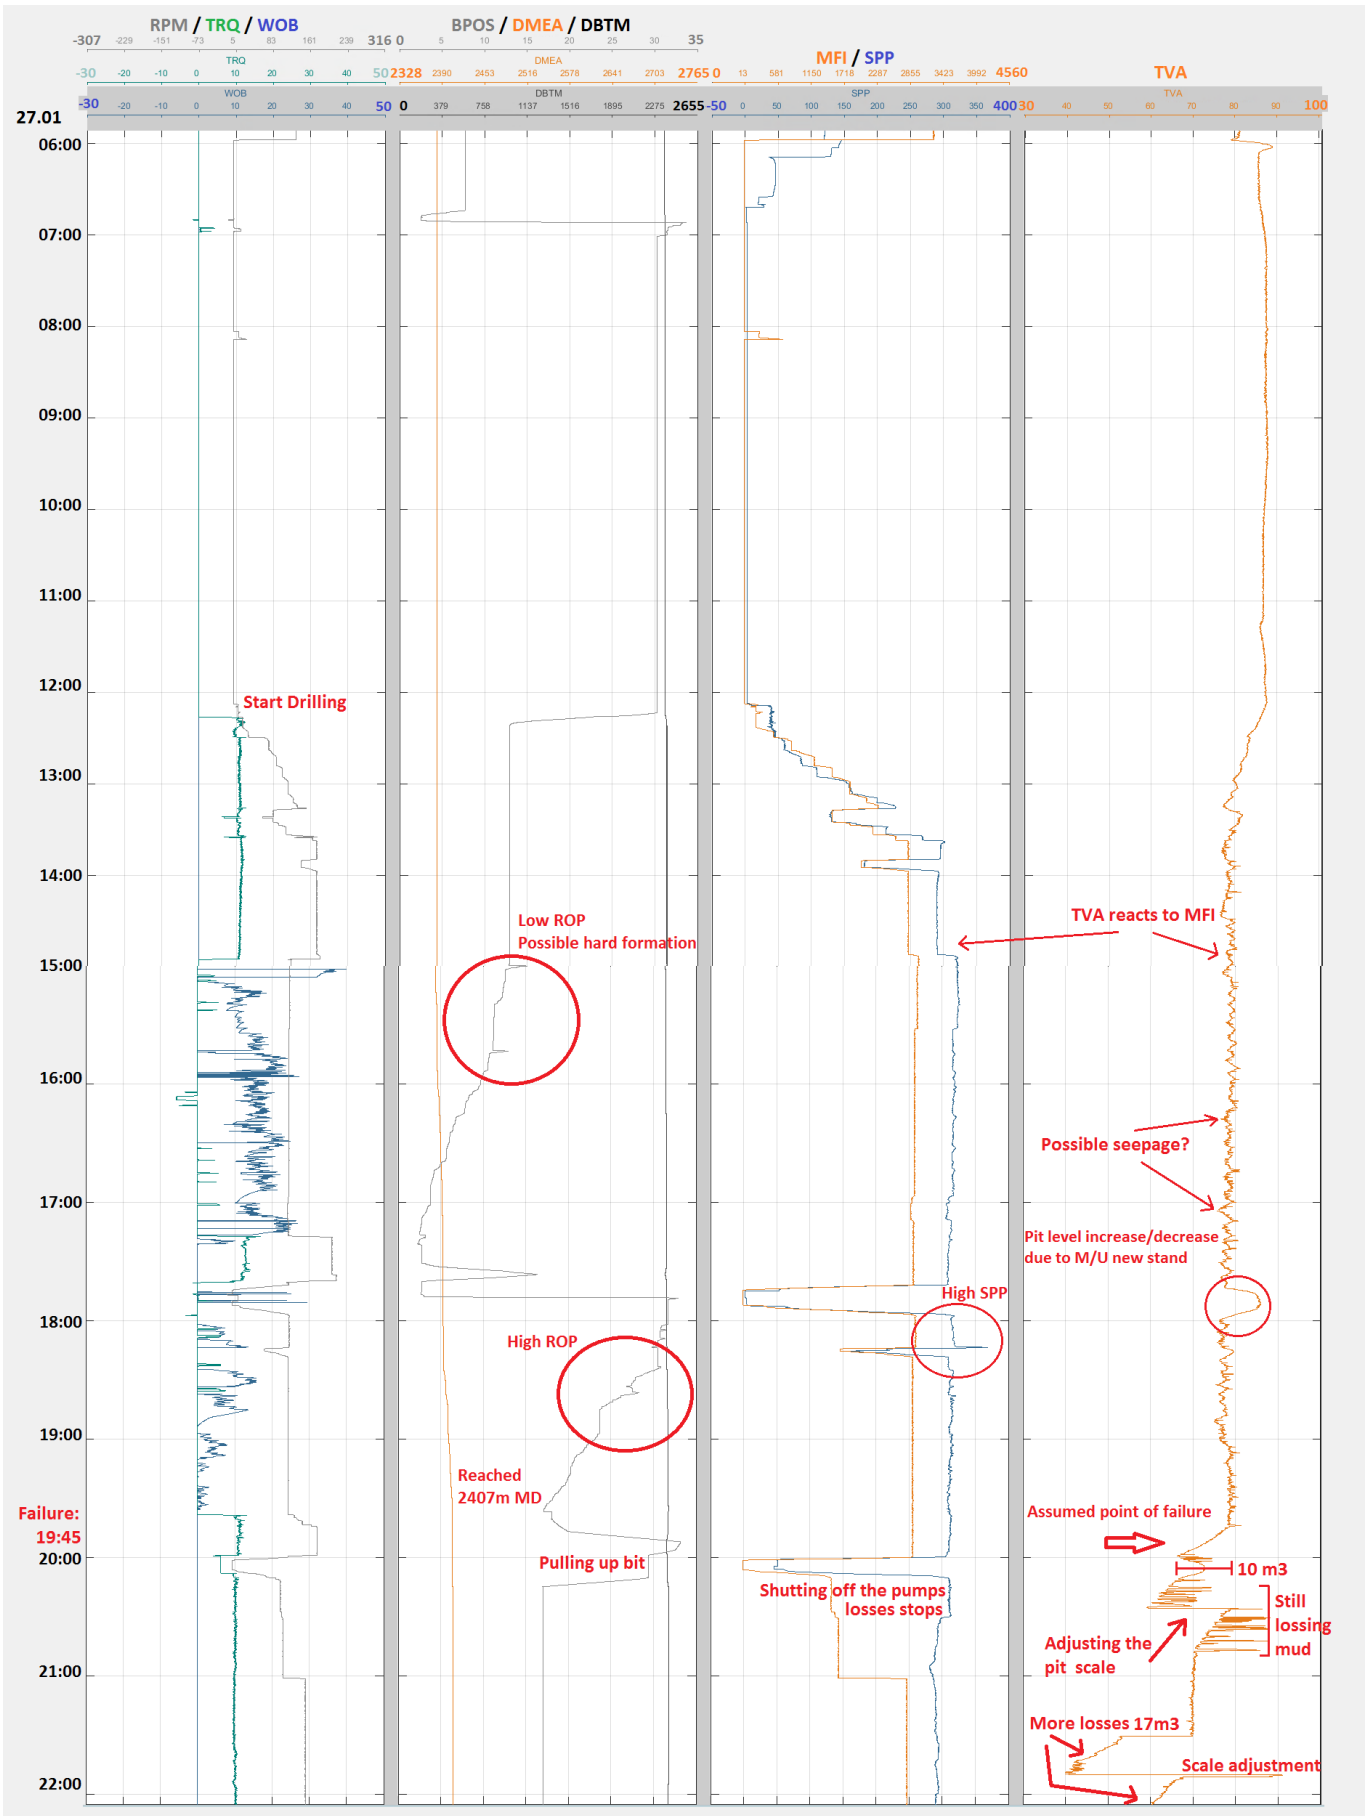 RPM / TRQ / WOB
BPOS / DMEA / DBTM
MFI / SPP
TVA
-307 -229 -151 -73 5 83 161 239 316
0 5 10 15 20 25 30 35
TRQ
DMEA
-30 -20 -10 0 10 20 30 40 50
2328 2390 2453 2516 2578 2641 2703 2765
0 13 581 1150 1718 2287 2855 3423 3992 4560
WOB
DBTM
SPP
TVA
-30 -20 -10 0 10 20 30 40 50
0 379 758 1137 1516 1895 2275 2655
-50 0 50 100 150 200 250 300 350 400
30 40 50 60 70 80 90 100
27.01
06:00
07:00
08:00
09:00
10:00
11:00
12:00
Start Drilling
13:00
14:00
Low ROP
Possible hard formation
TVA reacts to MFI
15:00
16:00
Possible seepage?
17:00
Pit level increase/decrease
due to M/U new stand
High SPP
18:00
High ROP
19:00
Reached
2407m MD
Failure:
19:45
Assumed point of failure
20:00
Pulling up bit
10 m3
Shutting off the pumps
losses stops
Still
lossing
mud
Adjusting the
pit scale
21:00
More losses 17m3
Scale adjustment
22:00